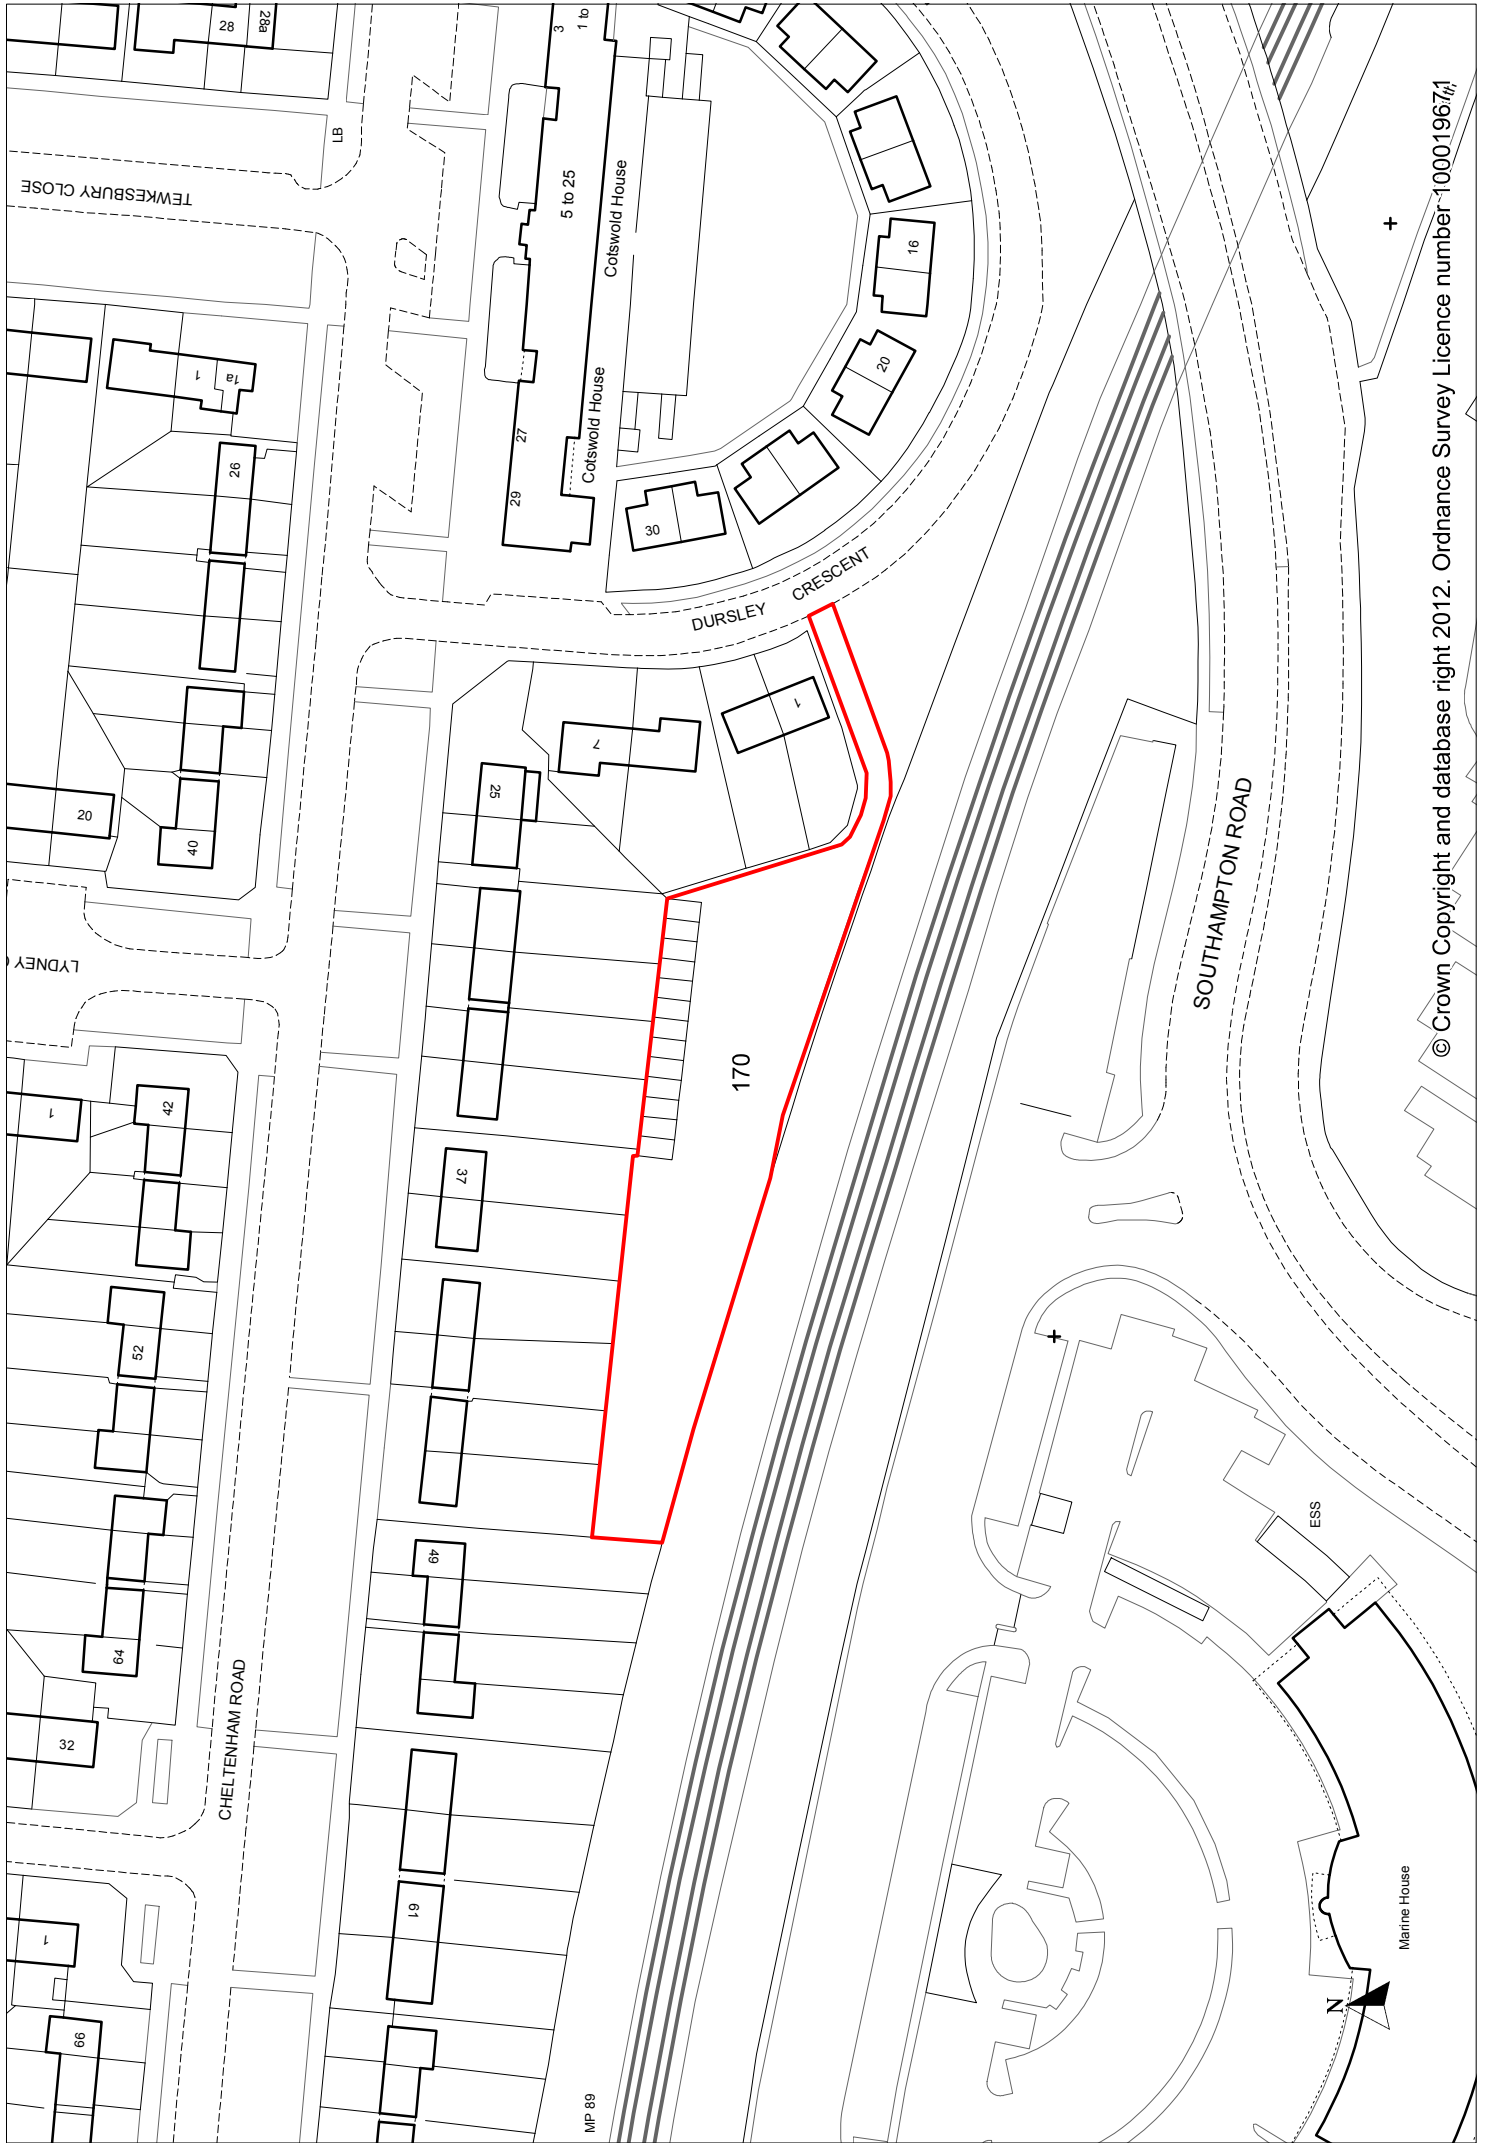 28
28a
3
1 to
LB
TEWKESBURY CLOSE
5 to 25
Cotswold House
16
1
1a
20
26
27
Cotswold House
29
30
DURSLEY CRESCENT
1
7
25
20
40
LYDNEY
170
SOUTHAMPTON ROAD
1
42
37
52
49
64
32
CHELTENHAM ROAD
ESS
61
1
99
Marine House
N
MP 89
© Crown Copyright and database right 2012. Ordnance Survey Licence number 100019671